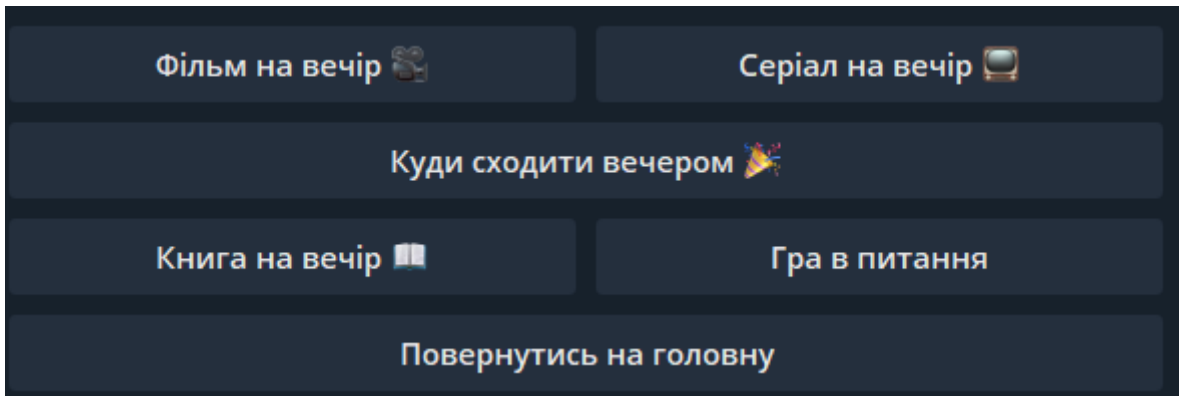 Фільм на вечір 🎥
Серіал на вечір 📺
Куди сходити вечером 🎉
Книга на вечір 📖
Гра в питання
Повернутись на головну